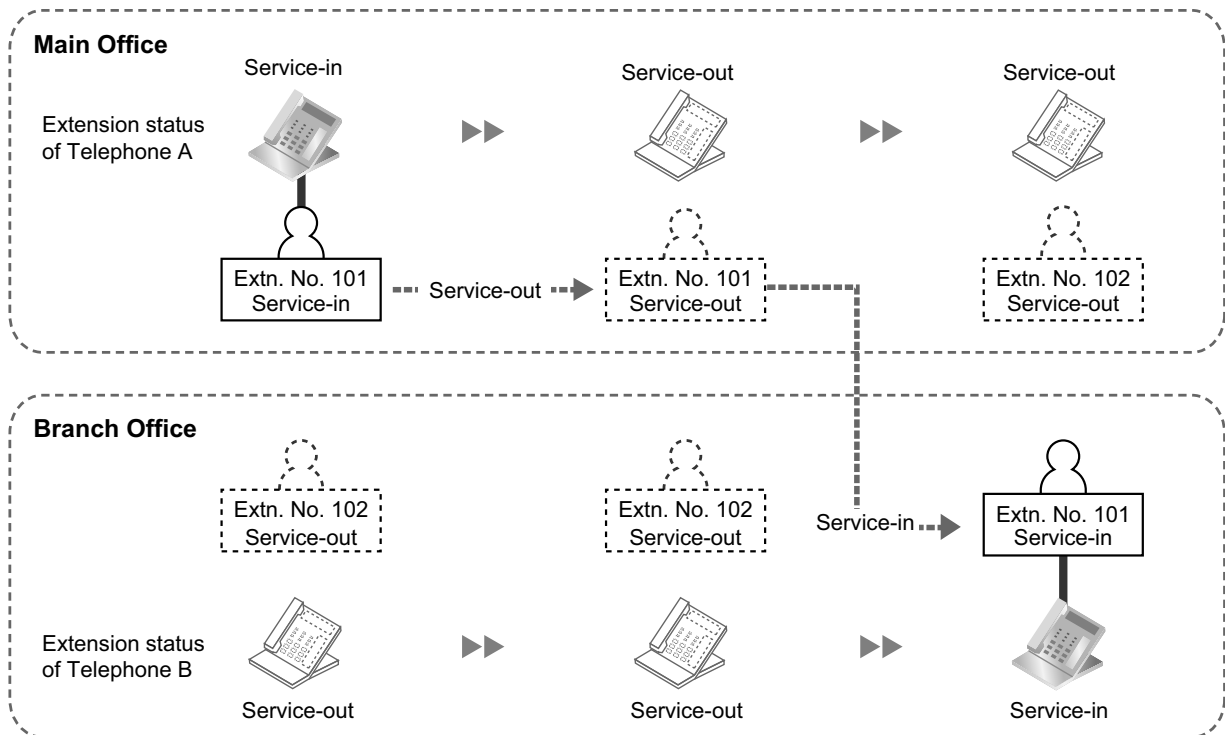 Main Office
Service-in
Service-out
Service-out
Extension status
of Telephone A
Extn. No. 101
Service-in
Service-out
Extn. No. 101
Service-out
Extn. No. 102
Service-out
Branch Office
Extn. No. 102
Service-out
Extn. No. 102
Service-out
Service-in
Extn. No. 101
Service-in
Extension status
of Telephone B
Service-out
Service-out
Service-in